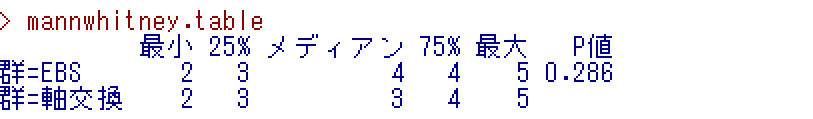 > mannwhitney.table
最小 25% メディアン 75% 最大 P値
群=EBS 2 3 4 4 5 0.286
群=軸交換 2 3 3 4 5